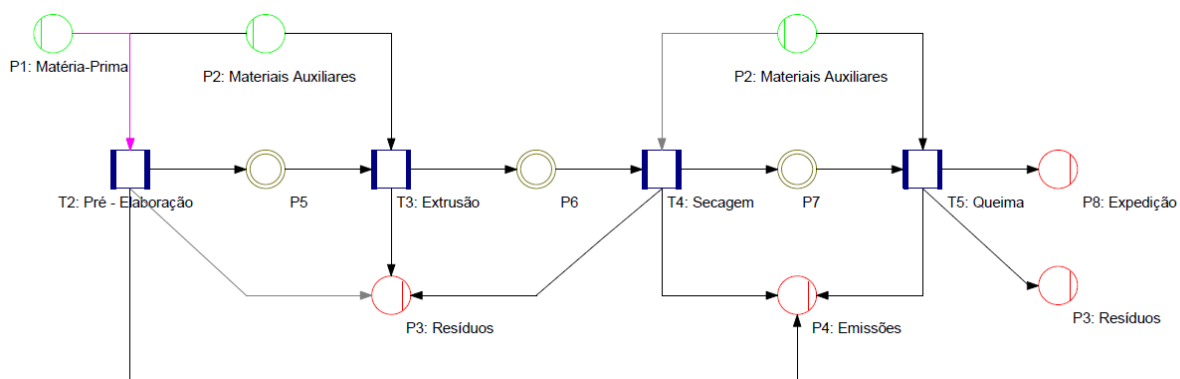 P1: Matéria-Prima
P2: Materiais Auxiliares
P2: Materiais Auxiliares
T2: Pré - Elaboração
P5
T3: Extrusão
P6
T4: Secagem
P7
T5: Queima
P8: Expedição
P3: Resíduos
P4: Emissões
P3: Resíduos